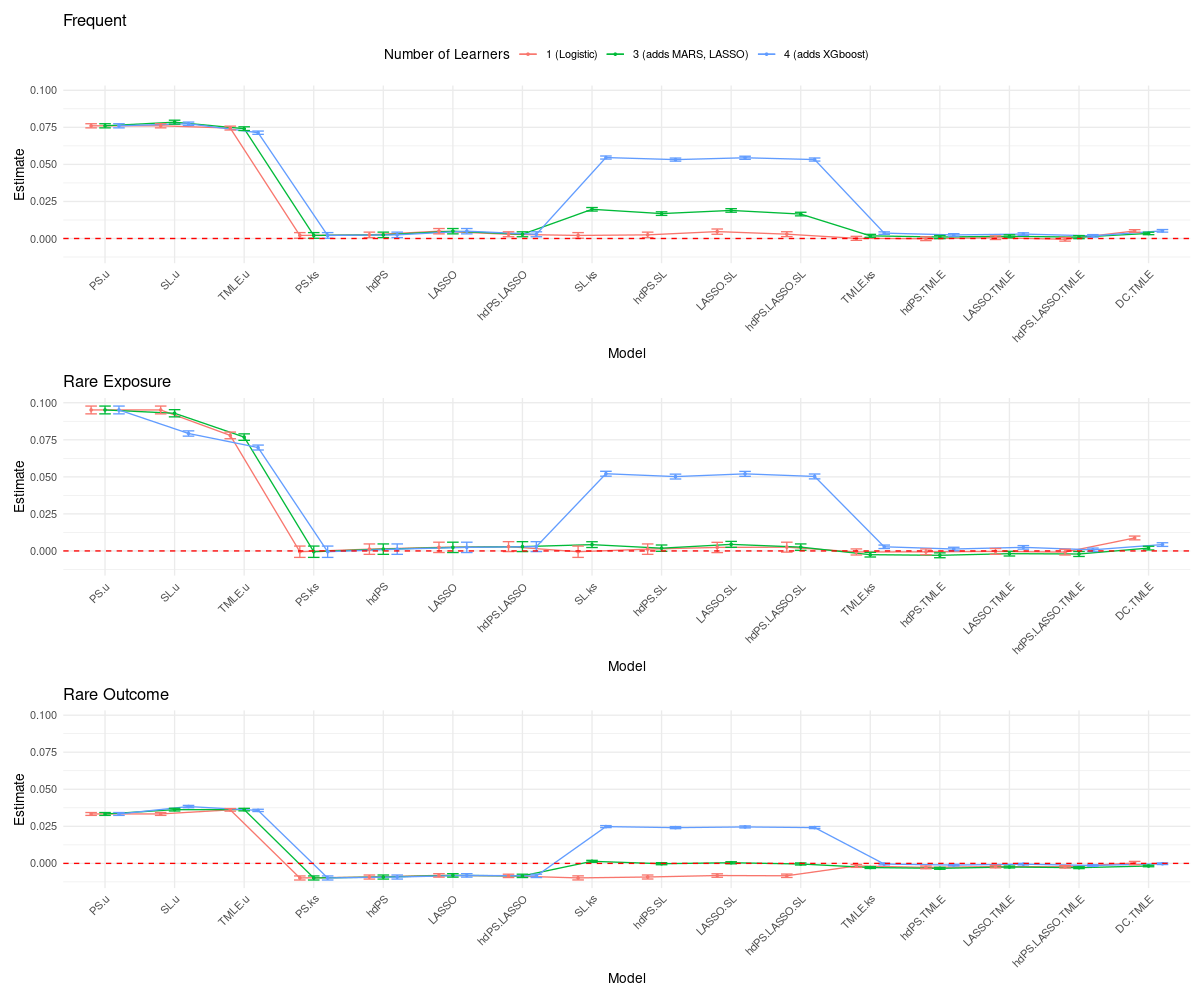 Frequent
Number of Learners 1 (Logistic) 3 (adds MARS, LASSO) 4 (adds XGboost)
Estimate
0.100
0.075
0.050
0.025
0.000
PS.u SL.u TMLE.u PS.ks hdPS LASSO hdPS.LASSO SL.ks hdPS.SL LASSO.SL hdPS.LASSO.SL TMLE.ks hdPS.TMLE LASSO.TMLE hdPS.LASSO.TMLE DC.TMLE
Model
Rare Exposure
Estimate
0.100
0.075
0.050
0.025
0.000
PS.u SL.u TMLE.u PS.ks hdPS LASSO hdPS.LASSO SL.ks hdPS.SL LASSO.SL hdPS.LASSO.SL TMLE.ks hdPS.TMLE LASSO.TMLE hdPS.LASSO.TMLE DC.TMLE
Model
Rare Outcome
Estimate
0.100
0.075
0.050
0.025
0.000
PS.u SL.u TMLE.u PS.ks hdPS LASSO hdPS.LASSO SL.ks hdPS.SL LASSO.SL hdPS.LASSO.SL TMLE.ks hdPS.TMLE LASSO.TMLE hdPS.LASSO.TMLE DC.TMLE
Model